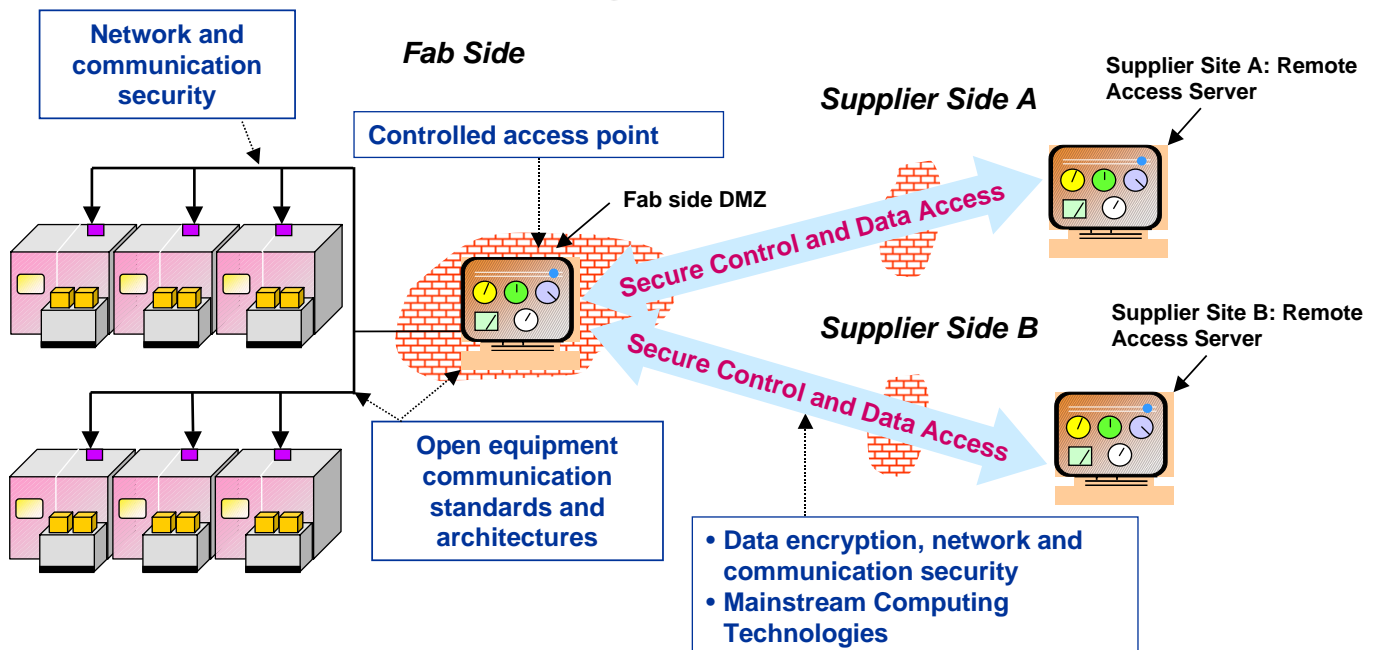 Network and
communication
security
Fab Side
Controlled access point
Fab side DMZ
Supplier Side A
Supplier Site A: Remote
Access Server
Secure Control and Data Access
Supplier Side B
Supplier Site B: Remote
Access Server
Secure Control and Data Access
Open equipment
communication
standards and
architectures
• Data encryption, network and
communication security
• Mainstream Computing
Technologies